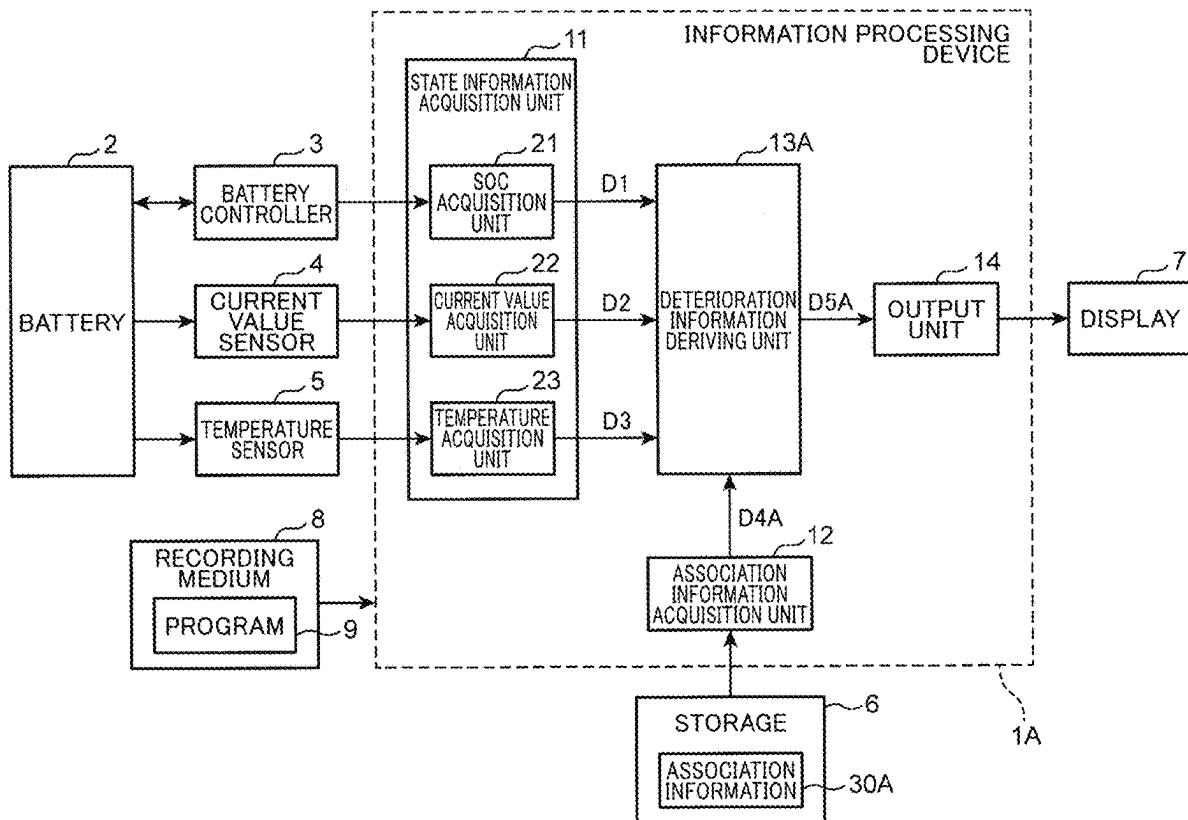 INFORMATION PROCESSING
DEVICE
11
STATE INFORMATION
ACQUISITION UNIT
2
BATTERY
3
BATTERY
CONTROLLER
21
SOC
ACQUISITION
UNIT
D1
13A
DETERIORATION
INFORMATION
DERIVING UNIT
4
CURRENT
VALUE
SENSOR
22
CURRENT VALUE
ACQUISITION
UNIT
D2
D5A
14
OUTPUT
UNIT
7
DISPLAY
5
TEMPERATURE
SENSOR
23
TEMPERATURE
ACQUISITION
UNIT
D3
D4A
8
RECORDING
MEDIUM
PROGRAM
9
12
ASSOCIATION
INFORMATION
ACQUISITION UNIT
6
STORAGE
ASSOCIATION
INFORMATION
30A
1A